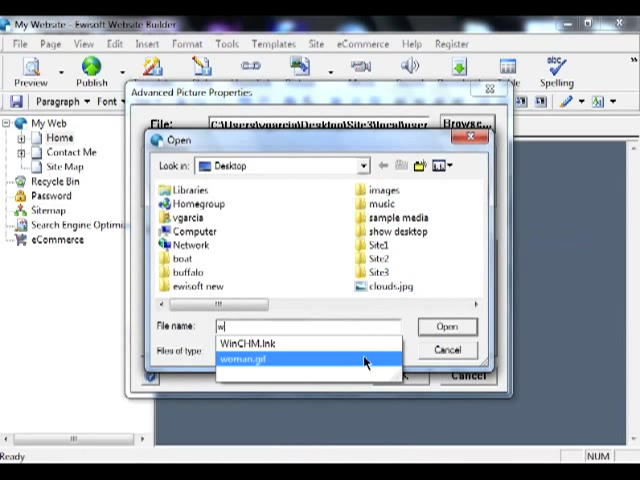 My Website - Ewisoft Website Builder
File Page View Edit Insert Format Tools Templates Site eCommerce Help Register
Preview Publish Spelling
Paragraph Font
Advanced Picture Properties
File: Browse...
My Web
Home
Contact Me
Site Map
Recycle Bin
Password
Sitemap
Search Engine Optimi
eCommerce
Open
Look in: Desktop
Libraries images
Homegroup music
vgarcia sample media
Computer show desktop
Network Site1
boat Site2
buffalo Site3
ewisoft new clouds.jpg
File name: w Open
WinCHM.lnk
Files of type: woman.gif Cancel
Cancel
Ready NUM